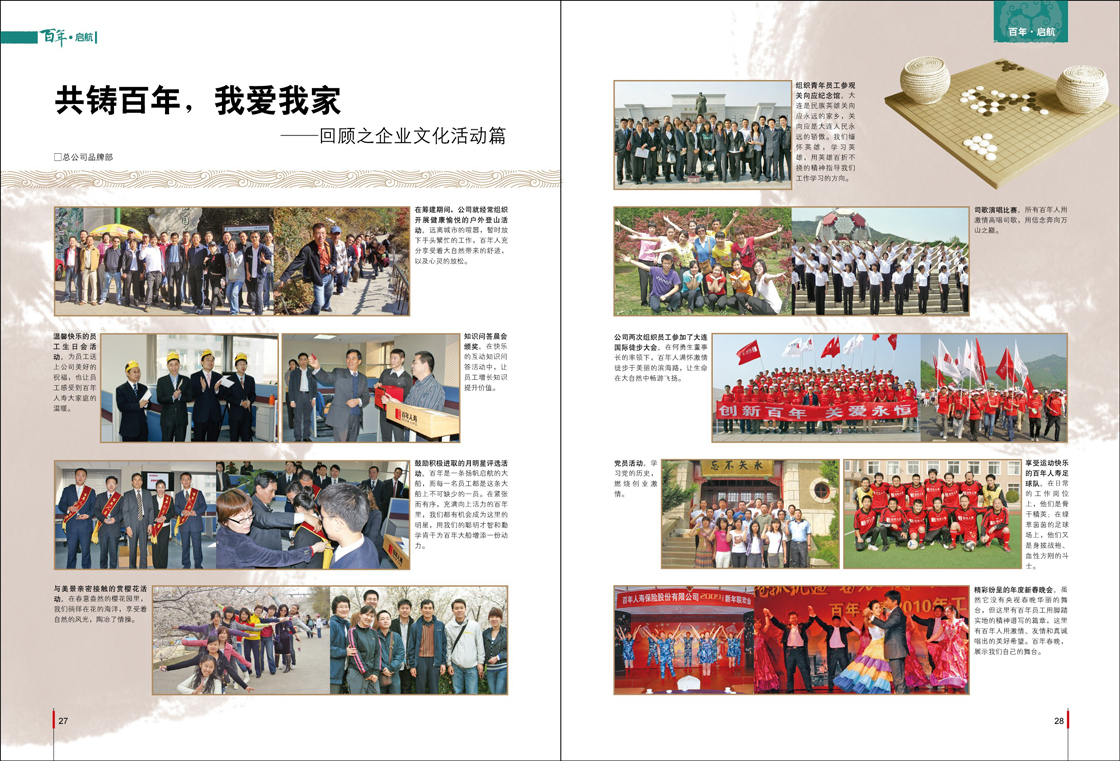 百年·启航
共铸百年，我爱我家
——回顾之企业文化活动篇
□总公司品牌部
在筹建期间，公司就经常组织
开展健康愉悦的户外登山活
动，远离城市的喧嚣，暂时放
下手头繁忙的工作，百年人充
分享受着大自然带来的舒适，
以及心灵的放松。
温馨快乐的员
工生日会活
动，为员工送
上公司美好的
祝福，也让员
工感受到百年
人寿大家庭的
温暖。
知识问答晨会
颁奖，在快乐
的互动知识问
答活动中，让
员工增长知识
提升价值。
百年人寿
鼓励积极进取的月明星评选活
动，百年是一条扬帆启航的大
船，而每一名员工都是这条大
船上不可缺少的一员。在紧张
而有序，充满向上活力的百年
里，我们都有机会成为这里的
明星，用我们的聪明才智和勤
学肯干为百年大船增添一份动
力。
与美景亲密接触的赏樱花活
动，在春意盎然的樱花园里，
我们徜徉在花的海洋，享受着
自然的风光，陶冶了情操。
27
百年·启航
组织青年员工参观
关向应纪念馆，大
连是民族英雄关向
应永远的家乡，关
向应是大连人民永
远的骄傲。我们缅
怀英雄，学习英
雄，用英雄百折不
挠的精神指导我们
工作学习的方向。
司歌演唱比赛，所有百年人用
激情高唱司歌，用信念奔向万
山之巅。
公司两次组织员工参加了大连
国际徒步大会，在何勇生董事
长的率领下，百年人满怀激情
徒步于美丽的滨海路，让生命
在大自然中畅游飞扬。
创新百年 关爱永恒
党员活动，学
习党的历史，
燃烧创业激
情。
忘不矢永
享受运动快乐
的百年人寿足
球队，在日常
的工作岗位
上，他们是骨
干精英；在绿
草茵茵的足球
场上，他们又
是身披战袍、
血性方刚的斗
士。
精彩纷呈的年度新春晚会，虽
然它没有央视春晚华丽的舞
台，但这里有百年员工用脚踏
实地的精神谱写的篇章。这里
有百年人用激情、友情和真诚
唱出的美好希望。百年春晚，
展示我们自己的舞台。
百年人寿保险股份有限公司2009新年联欢会
百年 2010年
28